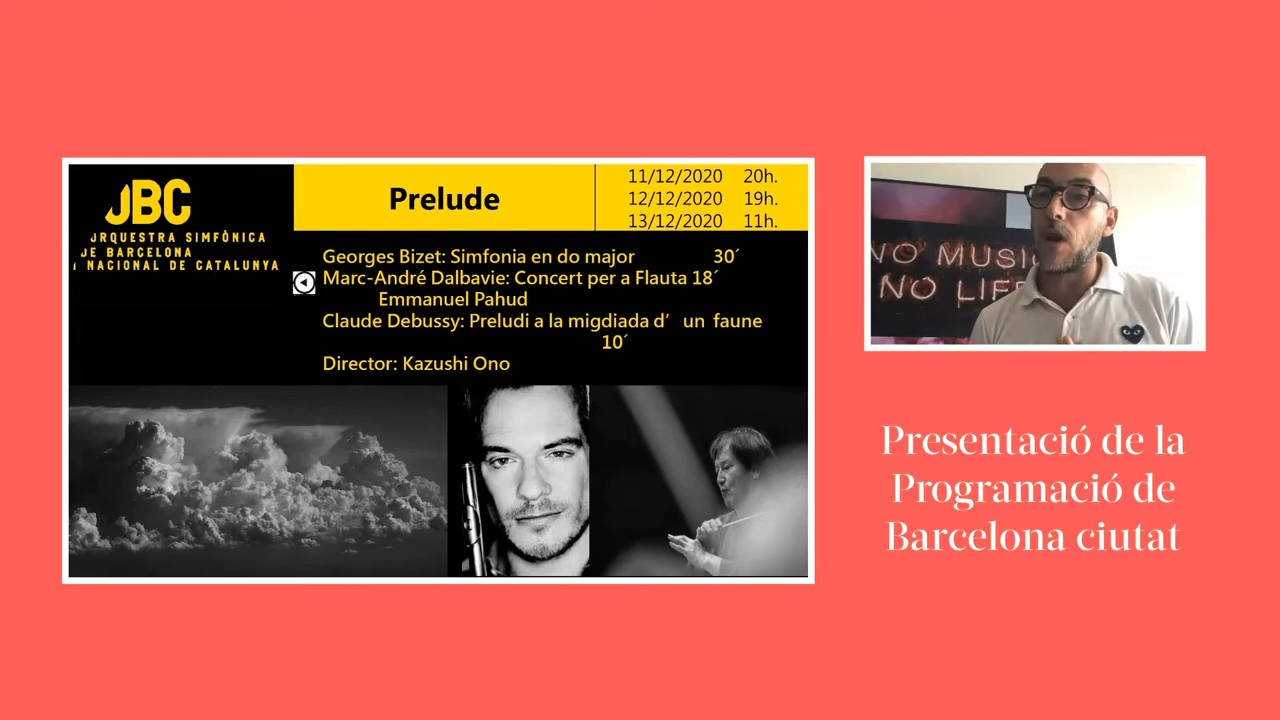 JBC
ORQUESTRA SIMFÒNICA
DE BARCELONA
I NACIONAL DE CATALUNYA
Prelude
11/12/2020 20h.
12/12/2020 19h.
13/12/2020 11h.
Georges Bizet: Simfonia en do major 30´
Marc-André Dalbavie: Concert per a Flauta 18´
Emmanuel Pahud
Claude Debussy: Preludi a la migdiada d’ un faune
10´
Director: Kazushi Ono
NO MUSIC
NO LIFE
Presentació de la
Programació de
Barcelona ciutat